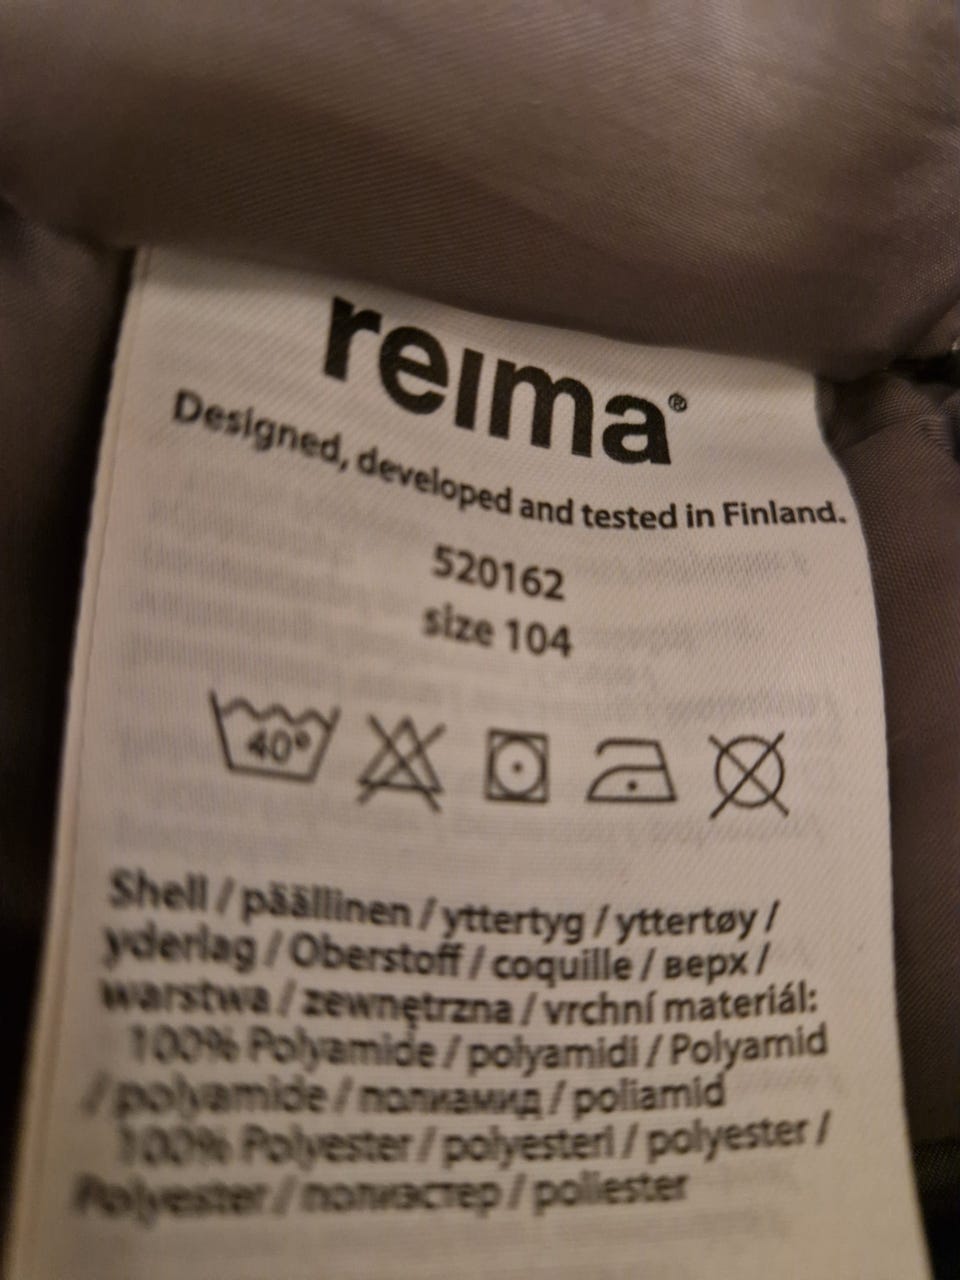 reima®
Designed, developed and tested in Finland.
520162
size 104
40°
Shell / päällinen / yttertyg / yttertøy /
yderlag / Oberstoff / coquille / верх /
warstwa / zewnętrzna / vrchní materiál:
100% Polyamide / polyamidi / Polyamid
/ polyamide / полиамид / poliamid
100% Polyester / polyesteri / polyester /
Polyester / полиэстер / poliester